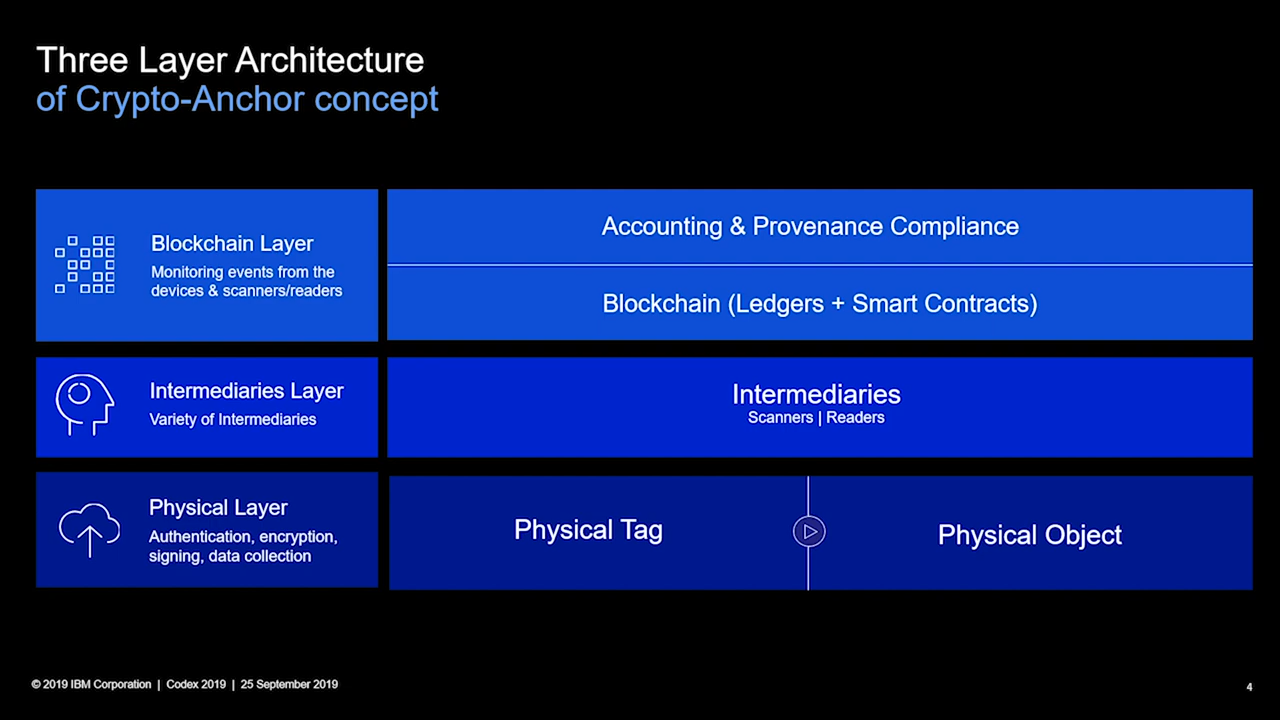 Three Layer Architecture
of Crypto-Anchor concept
Blockchain Layer
Monitoring events from the
devices & scanners/readers
Accounting & Provenance Compliance
Blockchain (Ledgers + Smart Contracts)
Intermediaries Layer
Variety of Intermediaries
Intermediaries
Scanners | Readers
Physical Layer
Authentication, encryption,
signing, data collection
Physical Tag
Physical Object
© 2019 IBM Corporation | Codex 2019 | 25 September 2019
4